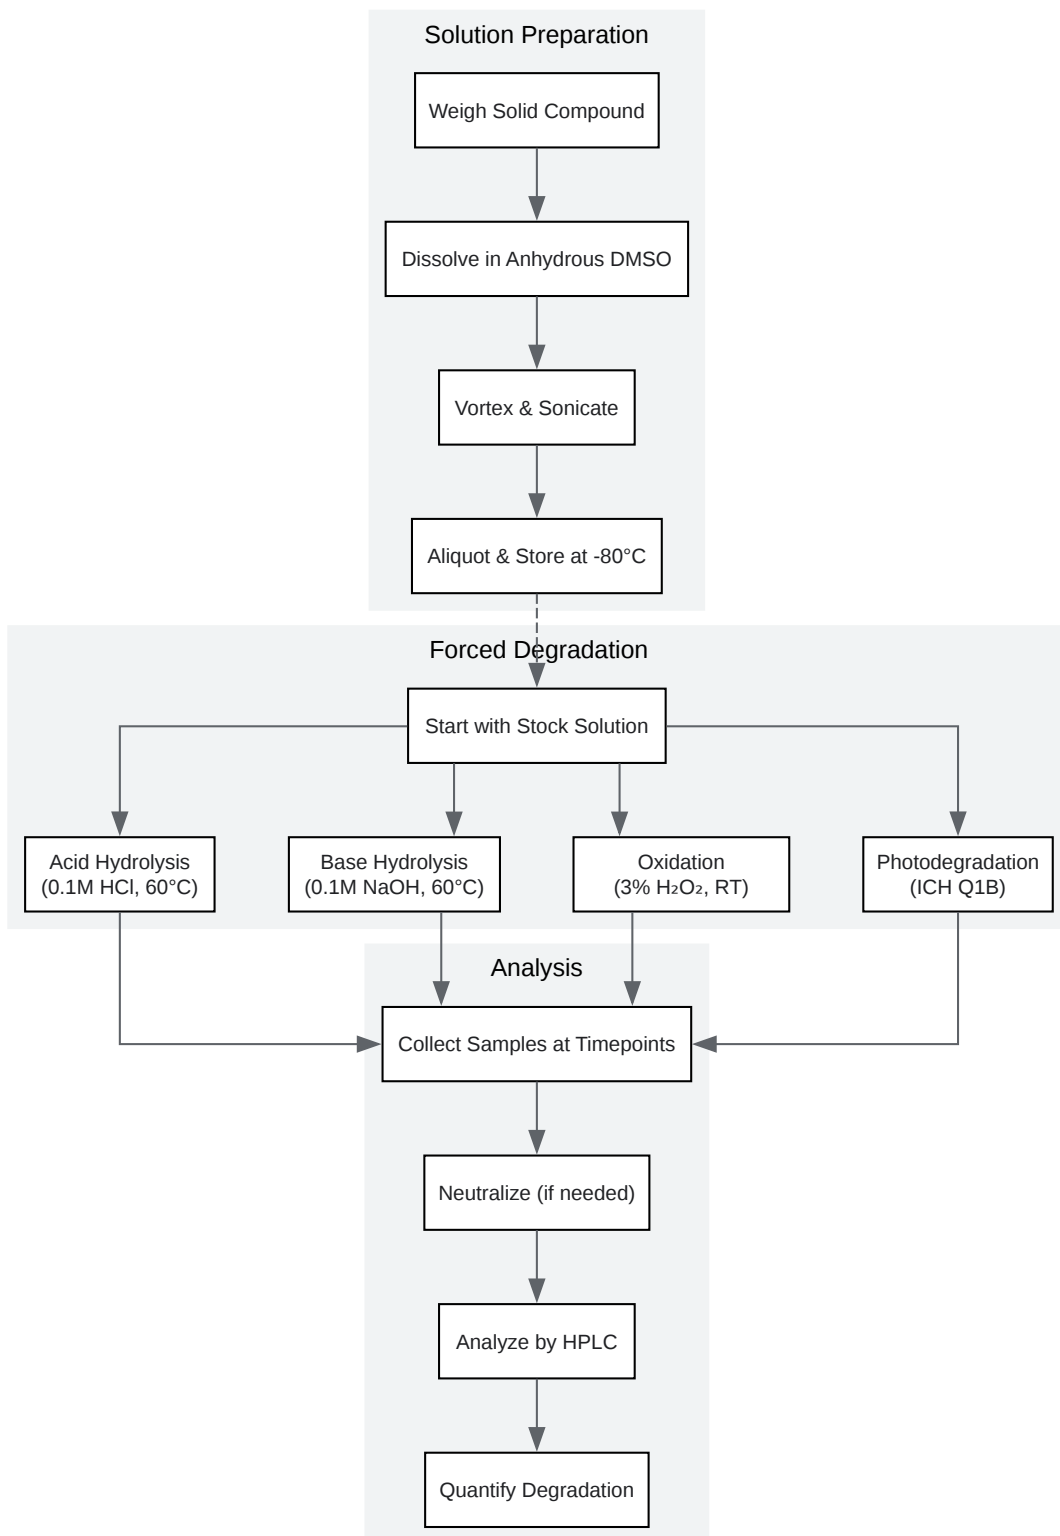 Solution Preparation
Weigh Solid Compound
Dissolve in Anhydrous DMSO
Vortex & Sonicate
Aliquot & Store at -80°C
Forced Degradation
Start with Stock Solution
Acid Hydrolysis
(0.1M HCl, 60°C)
Base Hydrolysis
(0.1M NaOH, 60°C)
Oxidation
(3% H₂O₂, RT)
Photodegradation
(ICH Q1B)
Analysis
Collect Samples at Timepoints
Neutralize (if needed)
Analyze by HPLC
Quantify Degradation